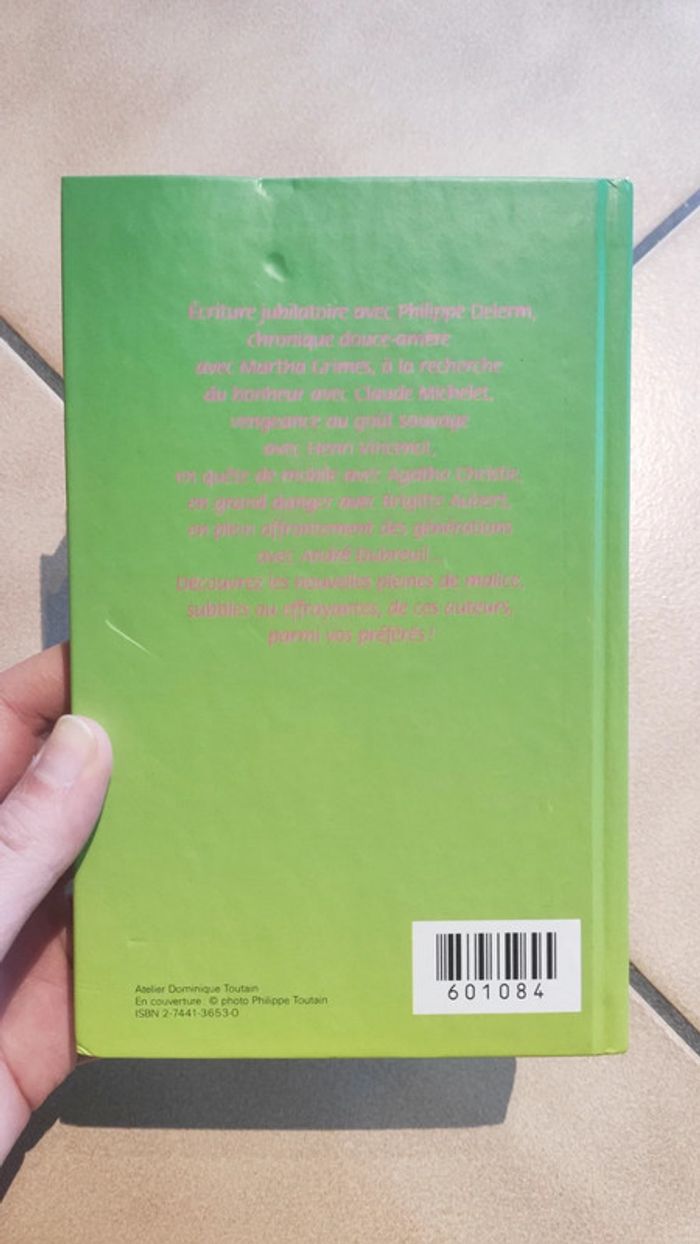 Écriture jubilatoire avec Philippe Delerm,
chronique douce-amère
avec Martha Grimes, à la recherche
du bonheur avec Claude Michelet,
vengeance au goût sauvage
avec Henri Vincenot,
en quête de mobile avec Agatha Christie,
en grand danger avec Brigitte Aubert,
en plein affrontement des générations
avec André Dubreuil...
Découvrez les nouvelles pleines de malice,
subtiles ou effrayantes, de ces auteurs,
parmi vos préférés !
601084
Atelier Dominique Toutain
En couverture : © photo Philippe Toutain
ISBN 2-7441-3653-0